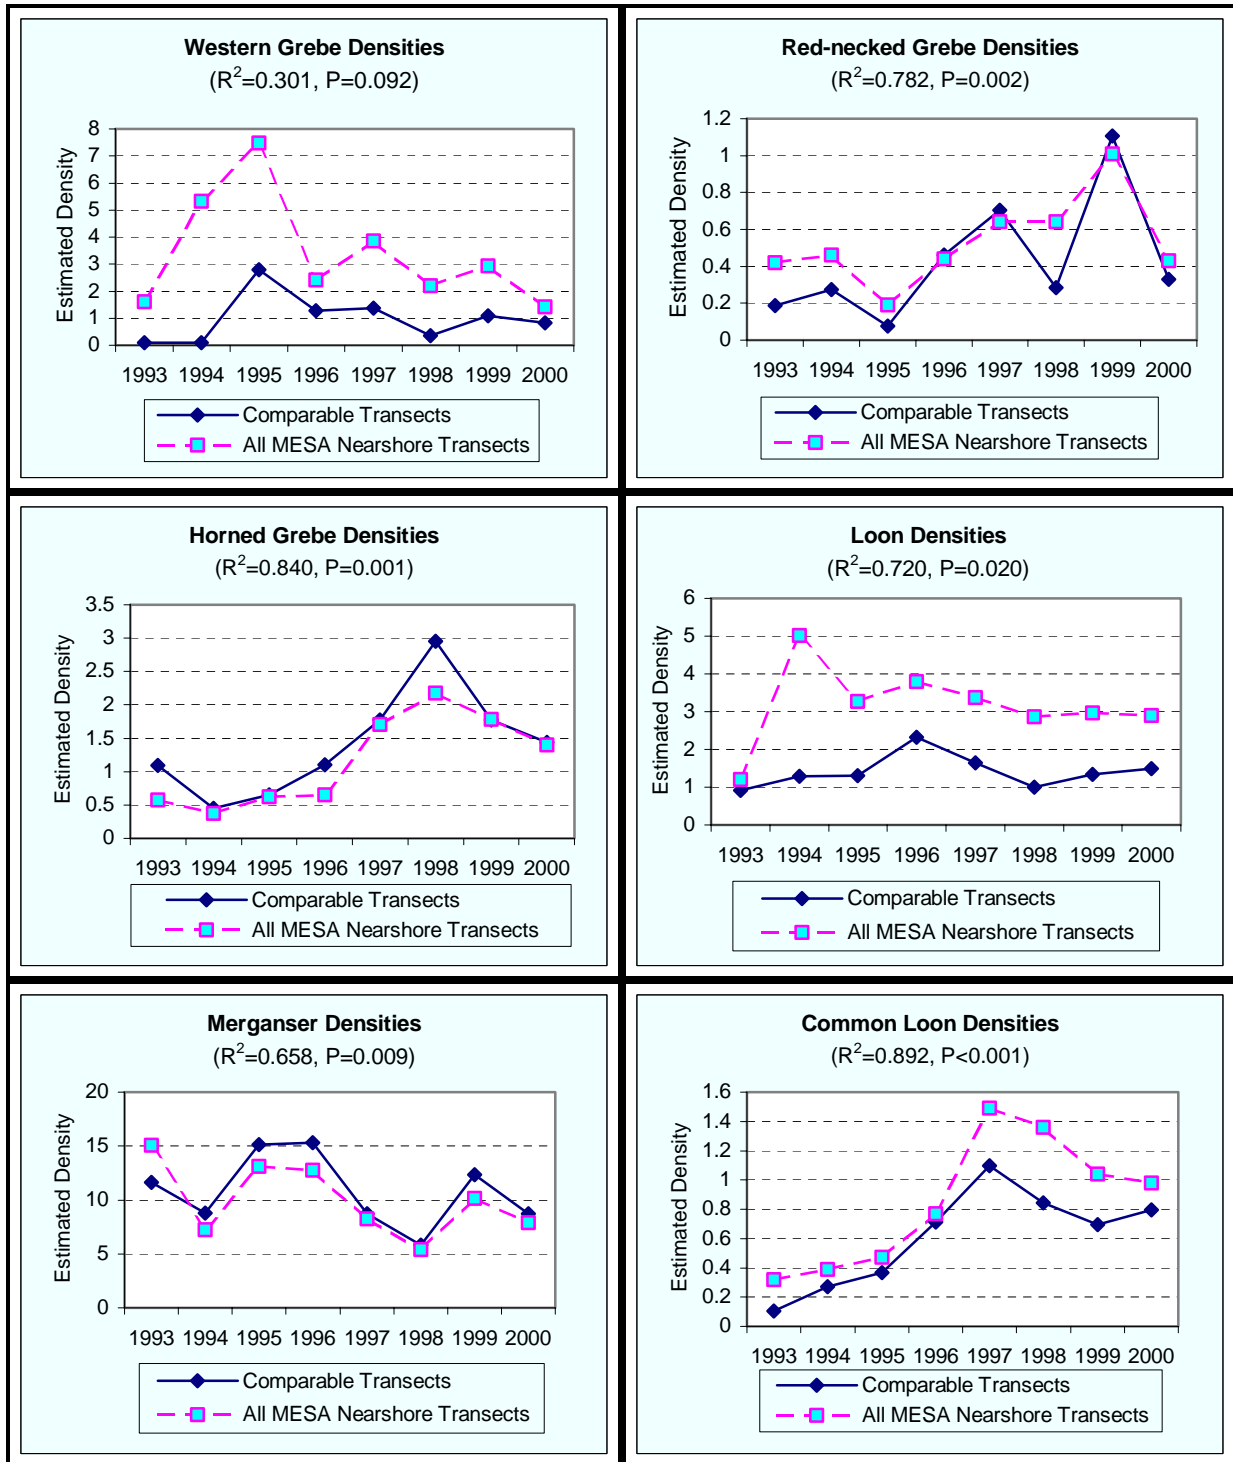 Western Grebe Densities
(R²=0.301, P=0.092)
Estimated Density
8
7
6
5
4
3
2
1
0
1993 1994 1995 1996 1997 1998 1999 2000
Comparable Transects
All MESA Nearshore Transects
Red-necked Grebe Densities
(R²=0.782, P=0.002)
Estimated Density
1.2
1
0.8
0.6
0.4
0.2
0
1993 1994 1995 1996 1997 1998 1999 2000
Comparable Transects
All MESA Nearshore Transects
Horned Grebe Densities
(R²=0.840, P=0.001)
Estimated Density
3.5
3
2.5
2
1.5
1
0.5
0
1993 1994 1995 1996 1997 1998 1999 2000
Comparable Transects
All MESA Nearshore Transects
Loon Densities
(R²=0.720, P=0.020)
Estimated Density
6
5
4
3
2
1
0
1993 1994 1995 1996 1997 1998 1999 2000
Comparable Transects
All MESA Nearshore Transects
Merganser Densities
(R²=0.658, P=0.009)
Estimated Density
20
15
10
5
0
1993 1994 1995 1996 1997 1998 1999 2000
Comparable Transects
All MESA Nearshore Transects
Common Loon Densities
(R²=0.892, P<0.001)
Estimated Density
1.6
1.4
1.2
1
0.8
0.6
0.4
0.2
0
1993 1994 1995 1996 1997 1998 1999 2000
Comparable Transects
All MESA Nearshore Transects